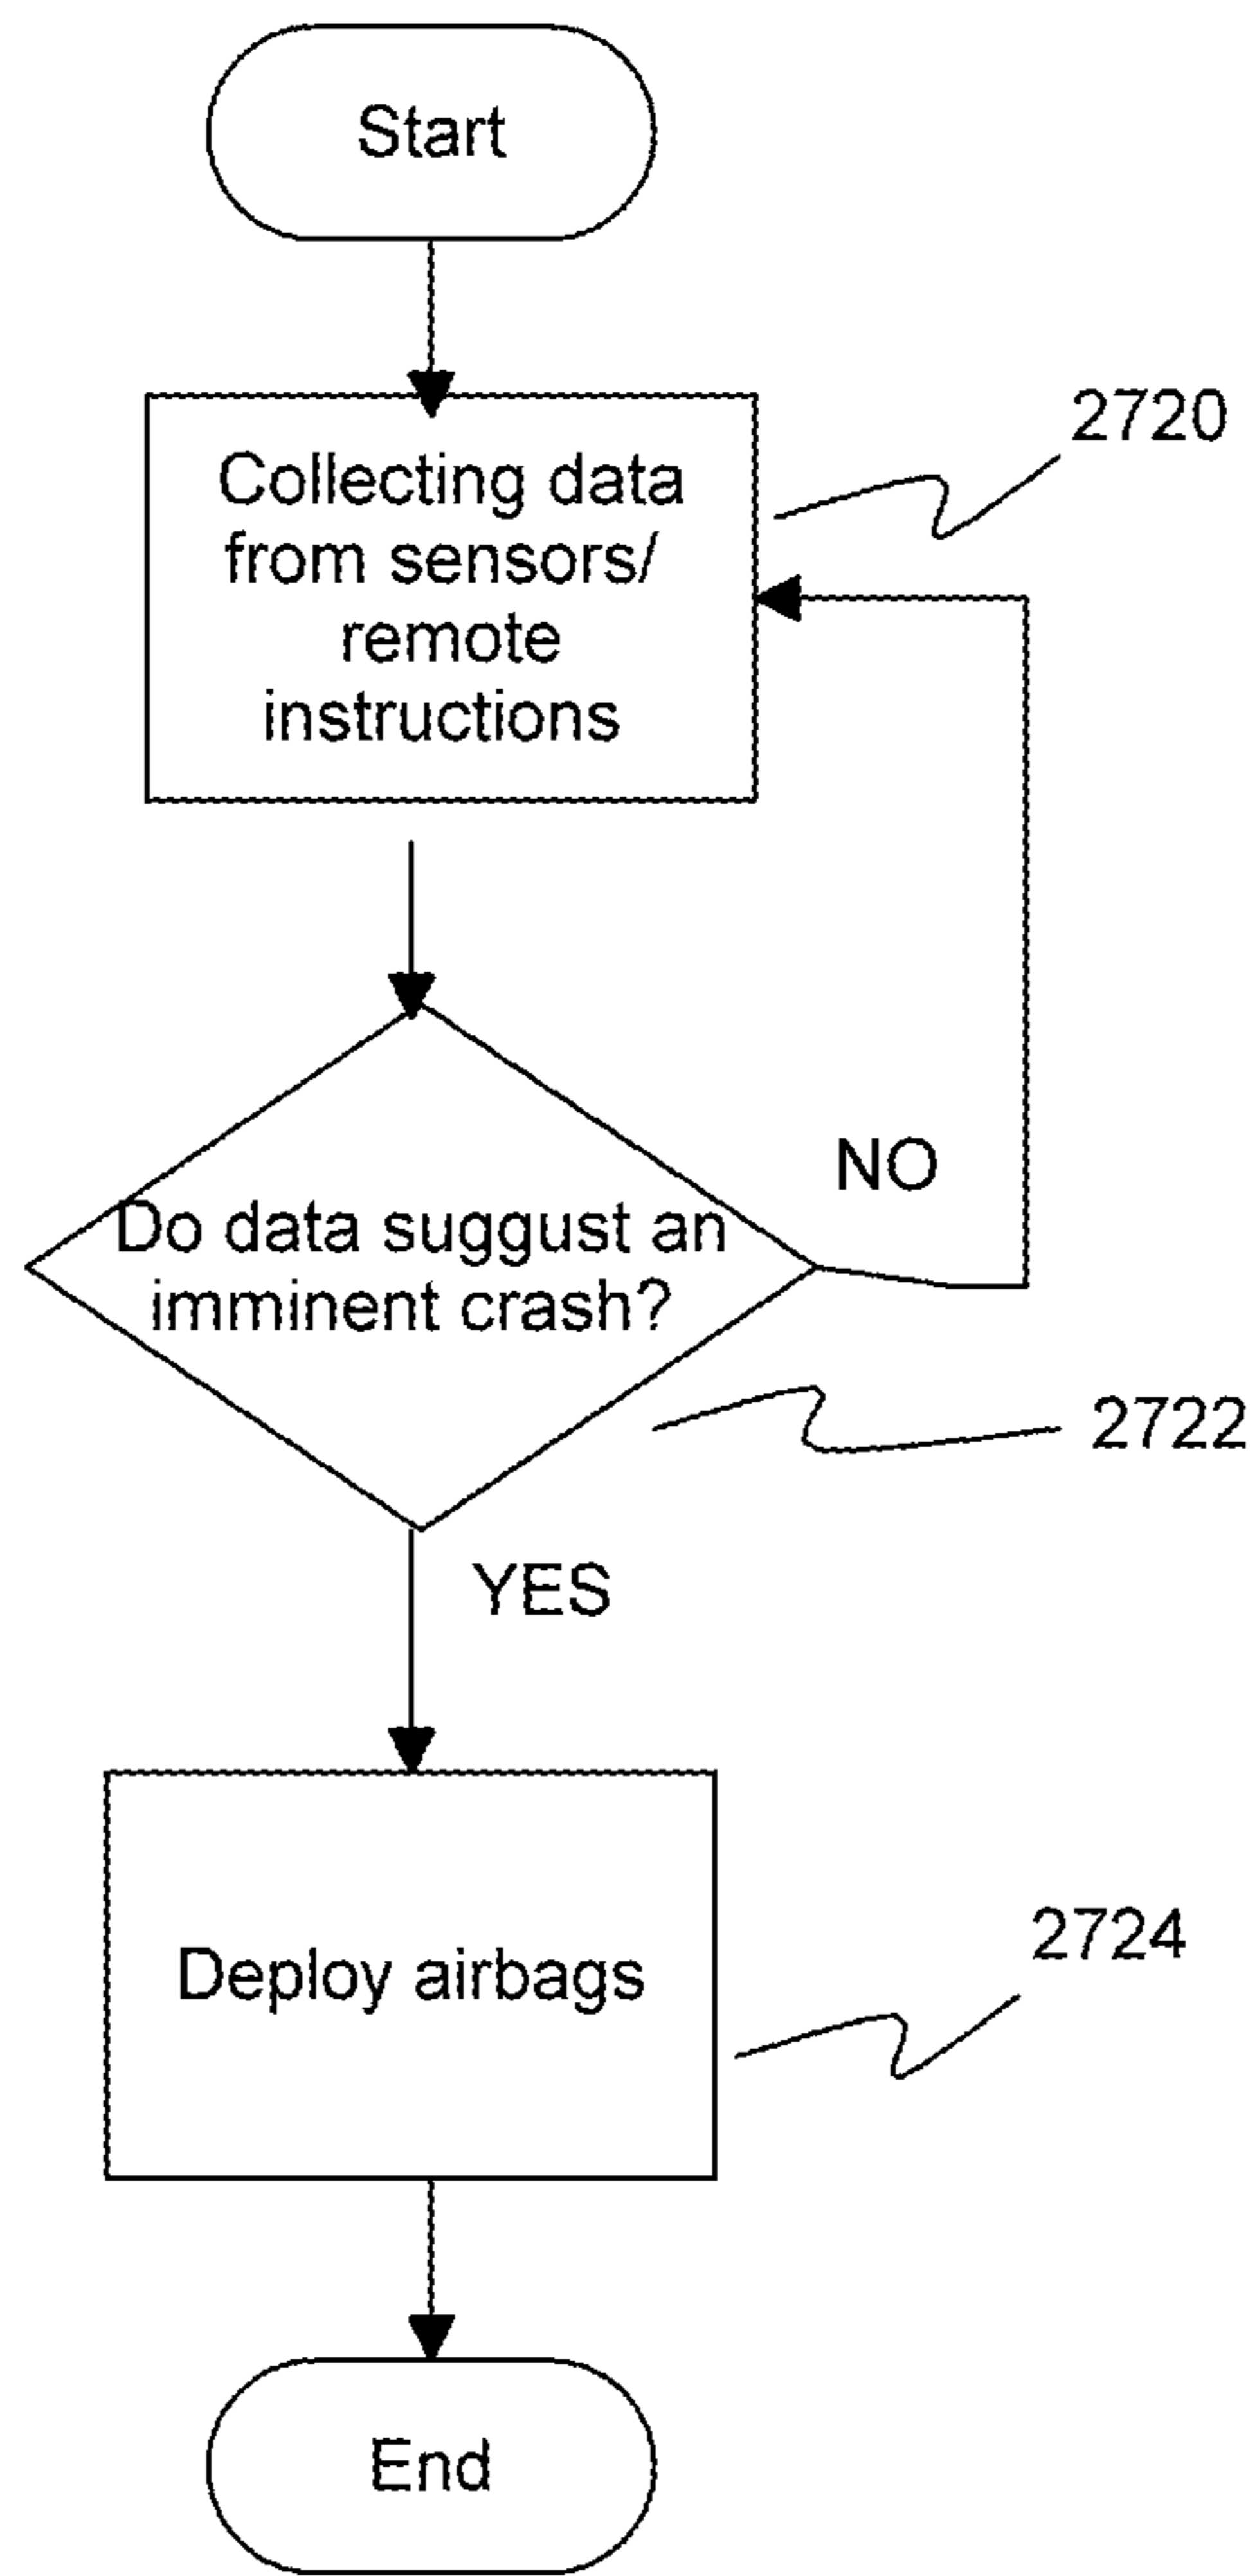 Start
2720
Collecting data
from sensors/
remote
instructions
NO
Do data suggust an
imminent crash?
2722
YES
2724
Deploy airbags
End